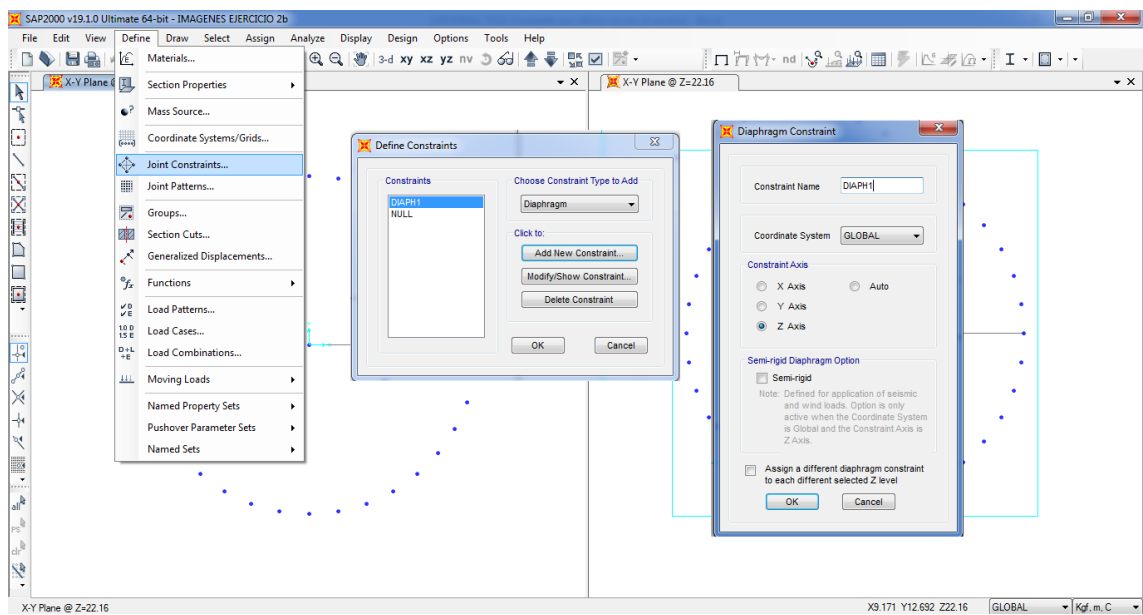 SAP2000 v19.1.0 Ultimate 64-bit - IMAGENES EJERCICIO 2b
File Edit View Define Draw Select Assign Analyze Display Design Options Tools Help
3-d xy xz yz nv
nd
X-Y Plane
X-Y Plane @ Z=22.16
Materials...
Section Properties
Mass Source...
Coordinate Systems/Grids...
Joint Constraints...
Joint Patterns...
Groups...
Section Cuts...
Generalized Displacements...
Functions
Load Patterns...
Load Cases...
Load Combinations...
Moving Loads
Named Property Sets
Pushover Parameter Sets
Named Sets
Define Constraints
Constraints
DIAPH1
NULL
Choose Constraint Type to Add
Diaphragm
Click to:
Add New Constraint...
Modify/Show Constraint...
Delete Constraint
OK
Cancel
Diaphragm Constraint
Constraint Name DIAPH1
Coordinate System GLOBAL
Constraint Axis
X Axis
Auto
Y Axis
Z Axis
Semi-rigid Diaphragm Option
Semi-rigid
Note: Defined for application of seismic
and wind loads. Option is only
active when the Coordinate System
is Global and the Constraint Axis is
Z Axis.
Assign a different diaphragm constraint
to each different selected Z level
OK
Cancel
all
PS
clr
X-Y Plane @ Z=22.16
X9.171 Y12.692 Z22.16
GLOBAL
Kgf, m, C